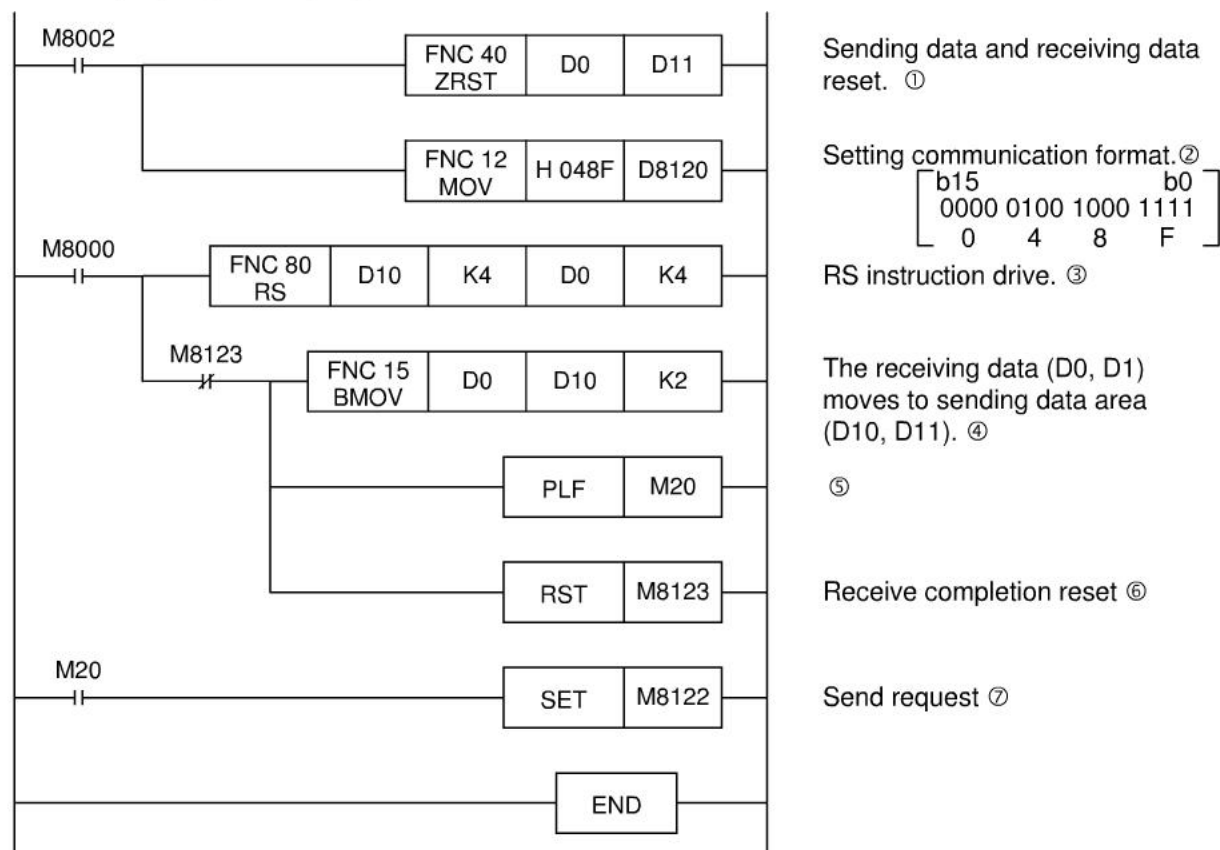 M8002
FNC 40 ZRST D0 D11
Sending data and receiving data
reset. ①
FNC 12 MOV H 048F D8120
Setting communication format.②
b15 b0
0000 0100 1000 1111
0 4 8 F
M8000
FNC 80 RS D10 K4 D0 K4
RS instruction drive. ③
M8123
FNC 15 BMOV D0 D10 K2
The receiving data (D0, D1)
moves to sending data area
(D10, D11). ④
PLF M20
⑤
RST M8123
Receive completion reset ⑥
M20
SET M8122
Send request ⑦
END